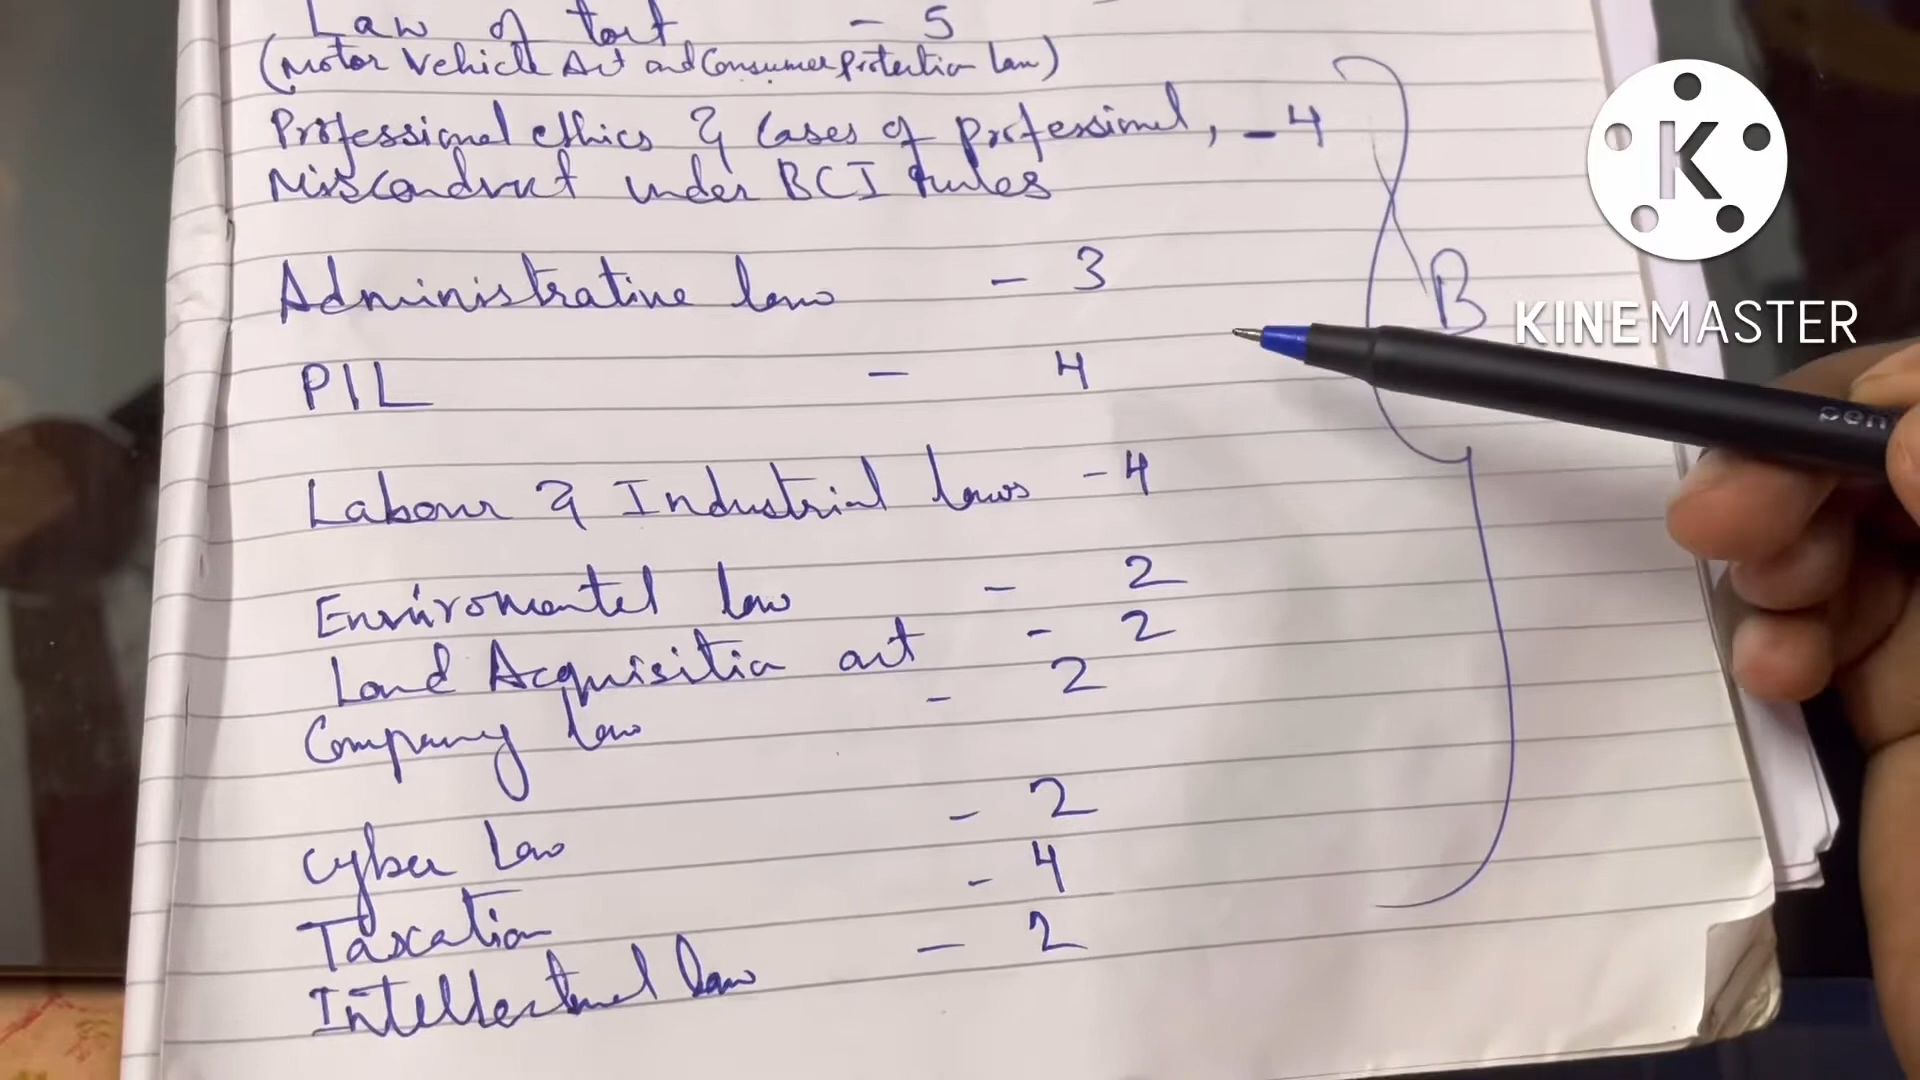 Law of tort - 5
(Motor Vehicle Act and Consumer Protection Law)
Professional ethics & Cases of professional, - 4
Misconduct under BCI rules
Administrative law - 3
B
PIL - 4
Labour & Industrial laws - 4
Enviromental law - 2
Land Acquisition act - 2
Company law - 2
Cyber Law - 2
Taxation - 4
Intellectual law - 2
K
KINEMASTER
pen